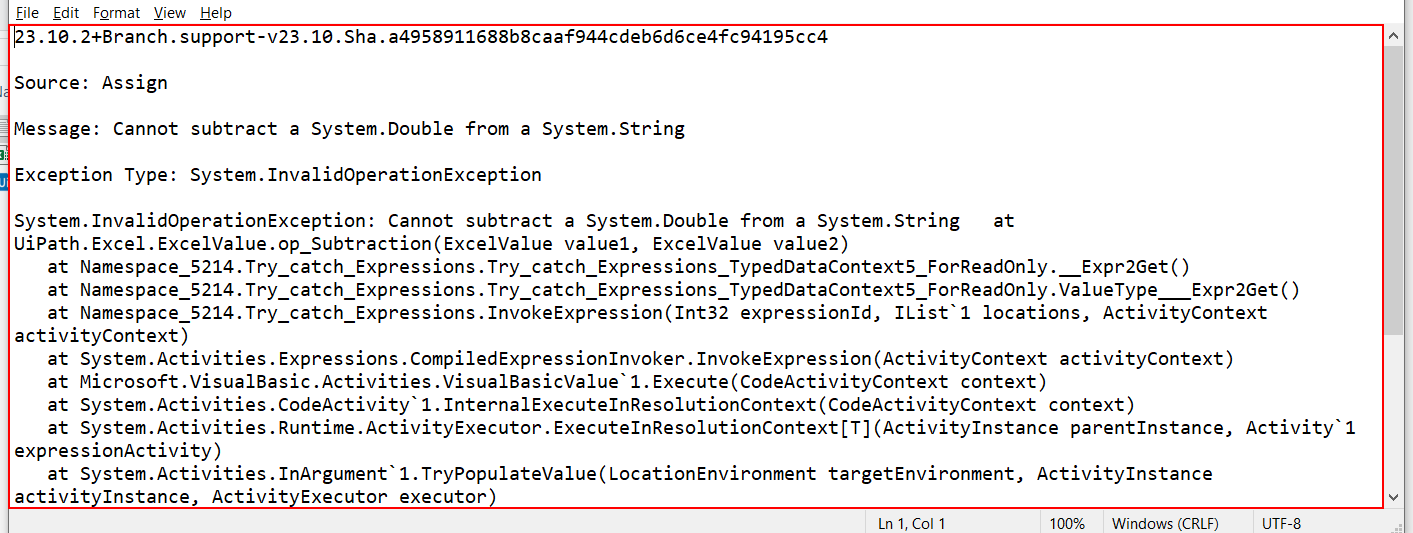 File Edit Format View Help
23.10.2+Branch.support-v23.10.Sha.a4958911688b8caaf944cdeb6d6ce4fc94195cc4
Source: Assign
Message: Cannot subtract a System.Double from a System.String
Exception Type: System.InvalidOperationException
System.InvalidOperationException: Cannot subtract a System.Double from a System.String   at
UiPath.Excel.ExcelValue.op_Subtraction(ExcelValue value1, ExcelValue value2)
   at Namespace_5214.Try_catch_Expressions.Try_catch_Expressions_TypedDataContext5_ForReadOnly.__Expr2Get()
   at Namespace_5214.Try_catch_Expressions.Try_catch_Expressions_TypedDataContext5_ForReadOnly.ValueType___Expr2Get()
   at Namespace_5214.Try_catch_Expressions.InvokeExpression(Int32 expressionId, IList`1 locations, ActivityContext
activityContext)
   at System.Activities.Expressions.CompiledExpressionInvoker.InvokeExpression(ActivityContext activityContext)
   at Microsoft.VisualBasic.Activities.VisualBasicValue`1.Execute(CodeActivityContext context)
   at System.Activities.CodeActivity`1.InternalExecuteInResolutionContext(CodeActivityContext context)
   at System.Activities.Runtime.ActivityExecutor.ExecuteInResolutionContext[T](ActivityInstance parentInstance, Activity`1
expressionActivity)
   at System.Activities.InArgument`1.TryPopulateValue(LocationEnvironment targetEnvironment, ActivityInstance
activityInstance, ActivityExecutor executor)
Ln 1, Col 1 100% Windows (CRLF) UTF-8